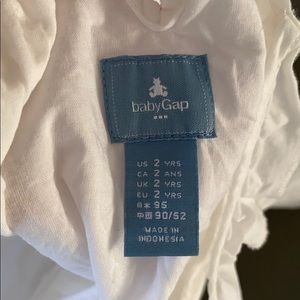 babyGap
US 2 YRS
CA 2 ANS
UK 2 YRS
EU 2 YRS
日本 95
中国 90/52
MADE IN
INDONESIA